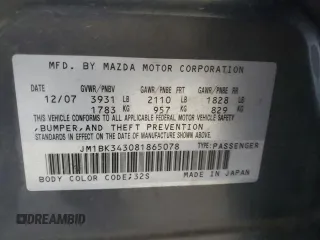 MFD. BY MAZDA MOTOR CORPORATION
GVWR/PNBV GAWR/PNBE FRT/AV GAWR/PNBE RR/AR
12/07 3931 LB 2110 LB 1828 LB
1783 KG 957 KG 829 KG
THIS VEHICLE CONFORMS TO ALL APPLICABLE FEDERAL MOTOR VEHICLE SAFETY
,BUMPER,AND THEFT PREVENTION
STANDARDS IN EFFECT ON THE DATE OF MANUFACTURE SHOWN ABOVE.
JM1BK343081865078 TYPE:PASSENGER
BODY COLOR CODE:32S MADE IN JAPAN
DREAMBID